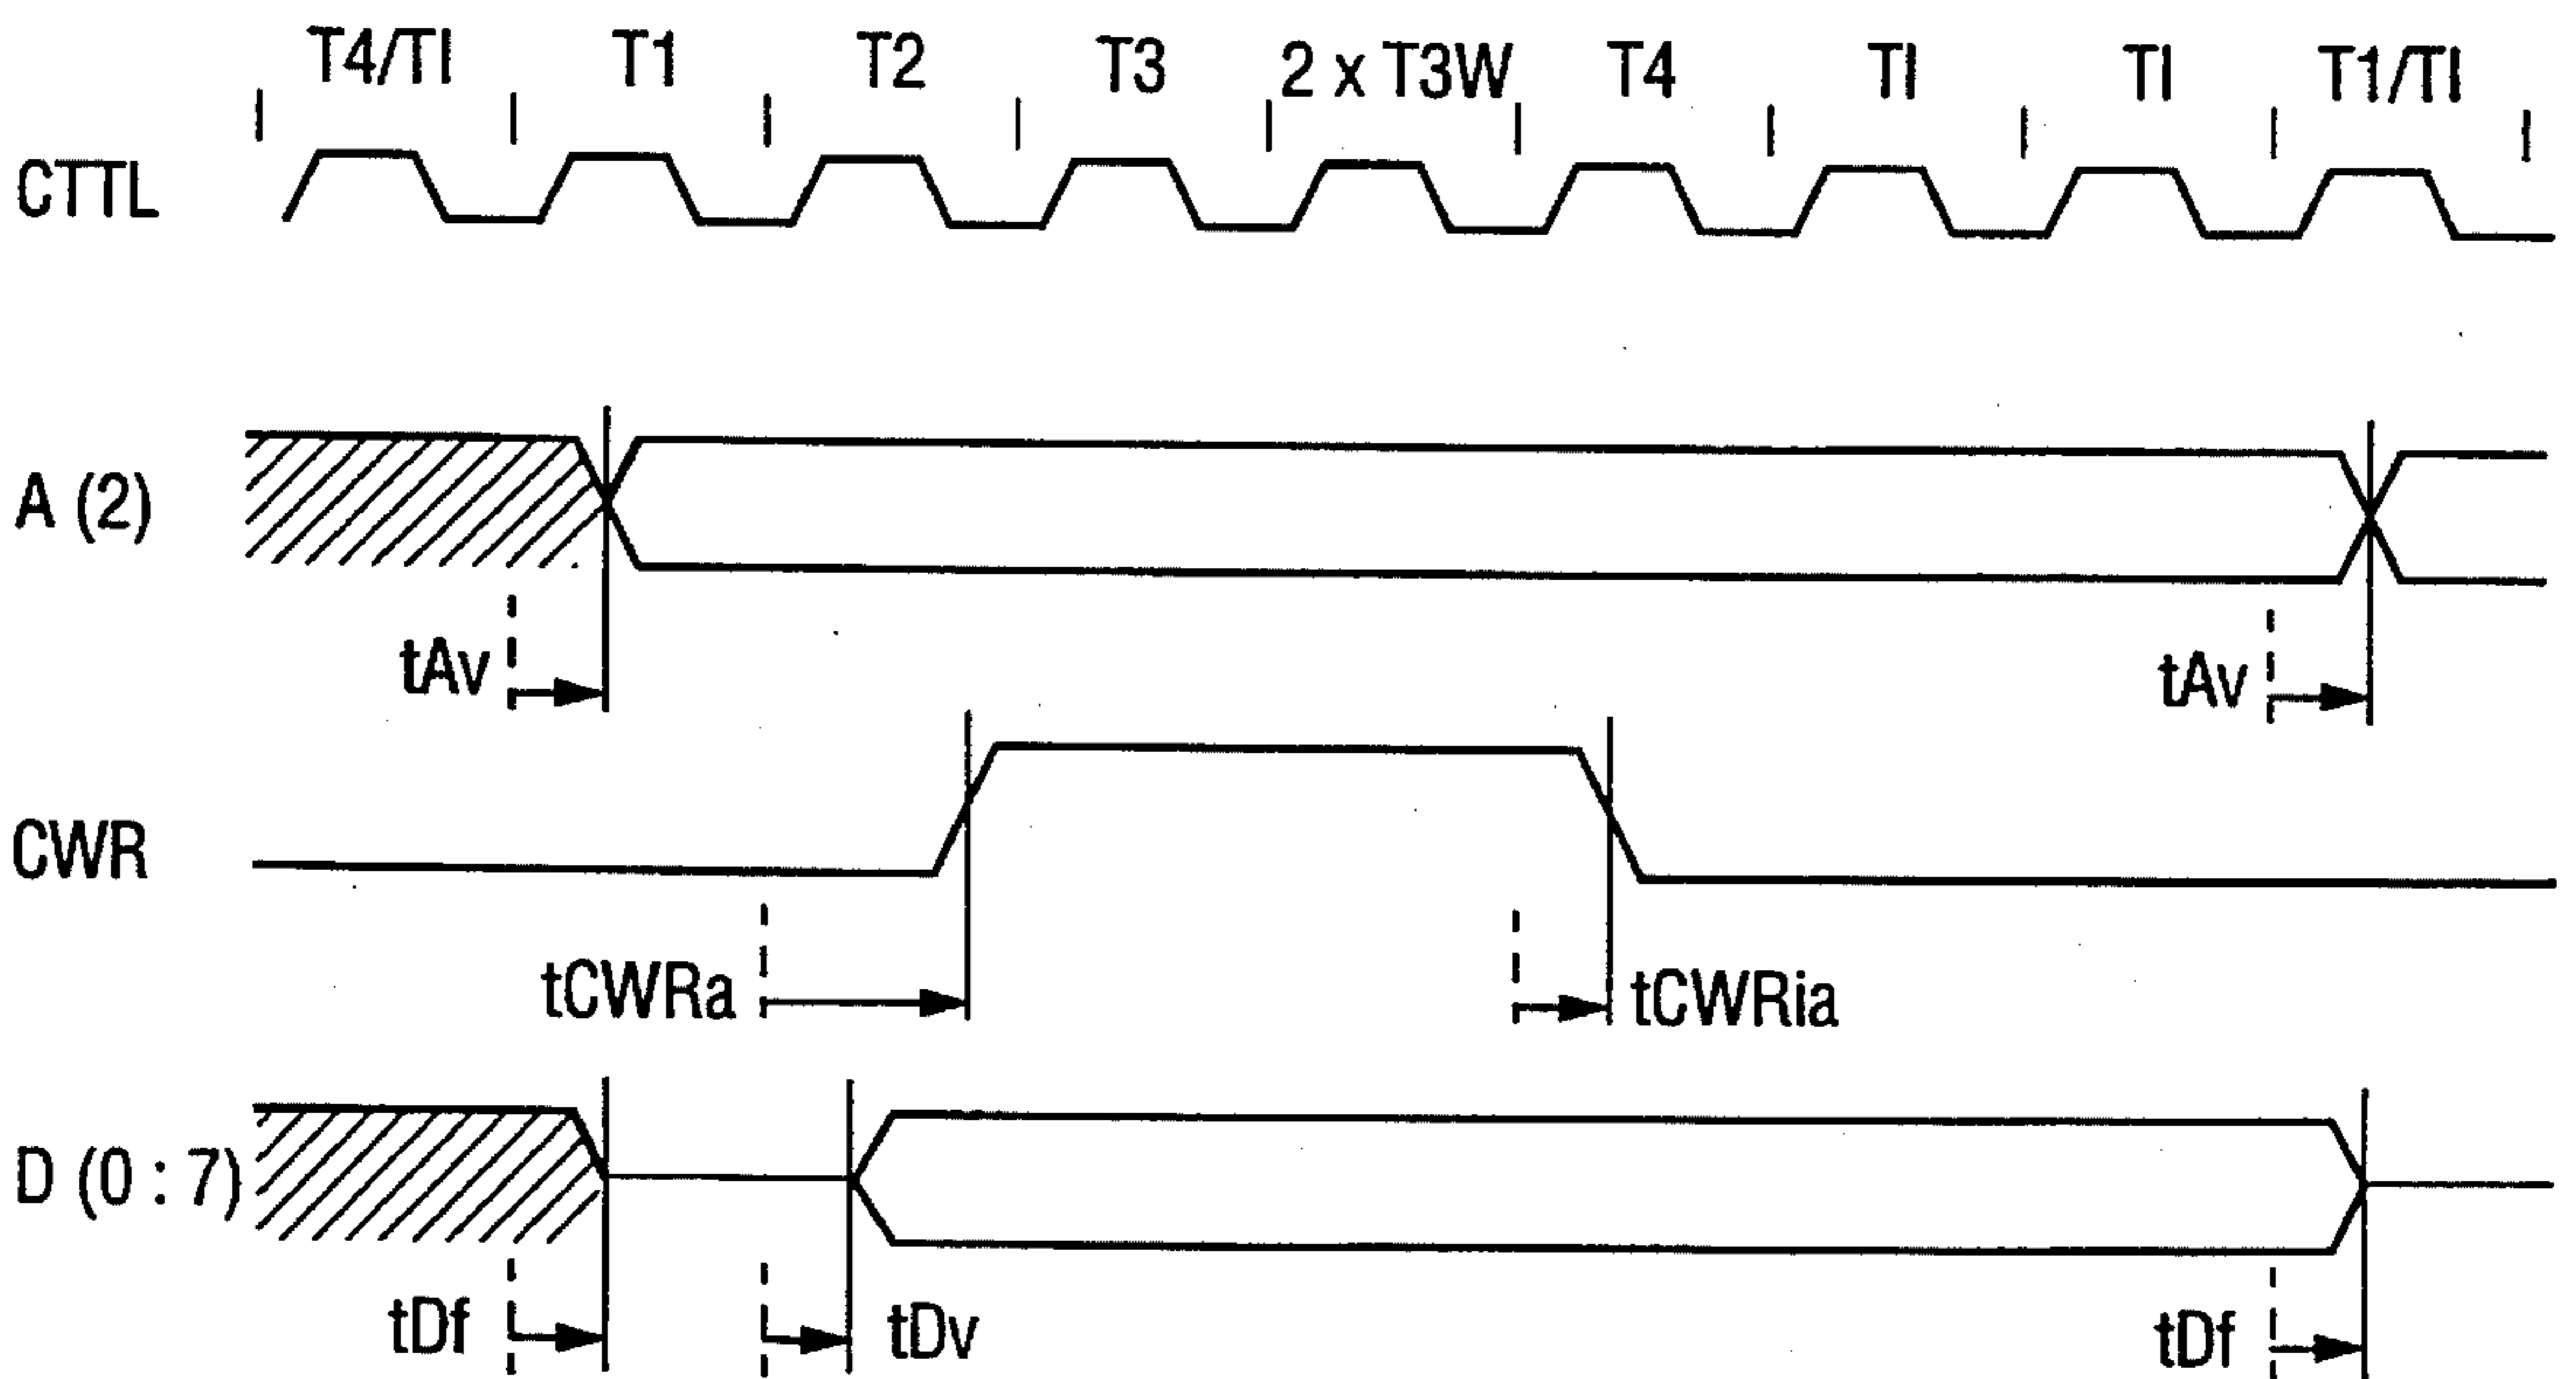 T4/TI T1 T2 T3 2 x T3W T4 TI TI T1/TI
CTTL
A (2)
tAv tAv
CWR
tCWRa tCWRia
D (0 : 7)
tDf tDv tDf